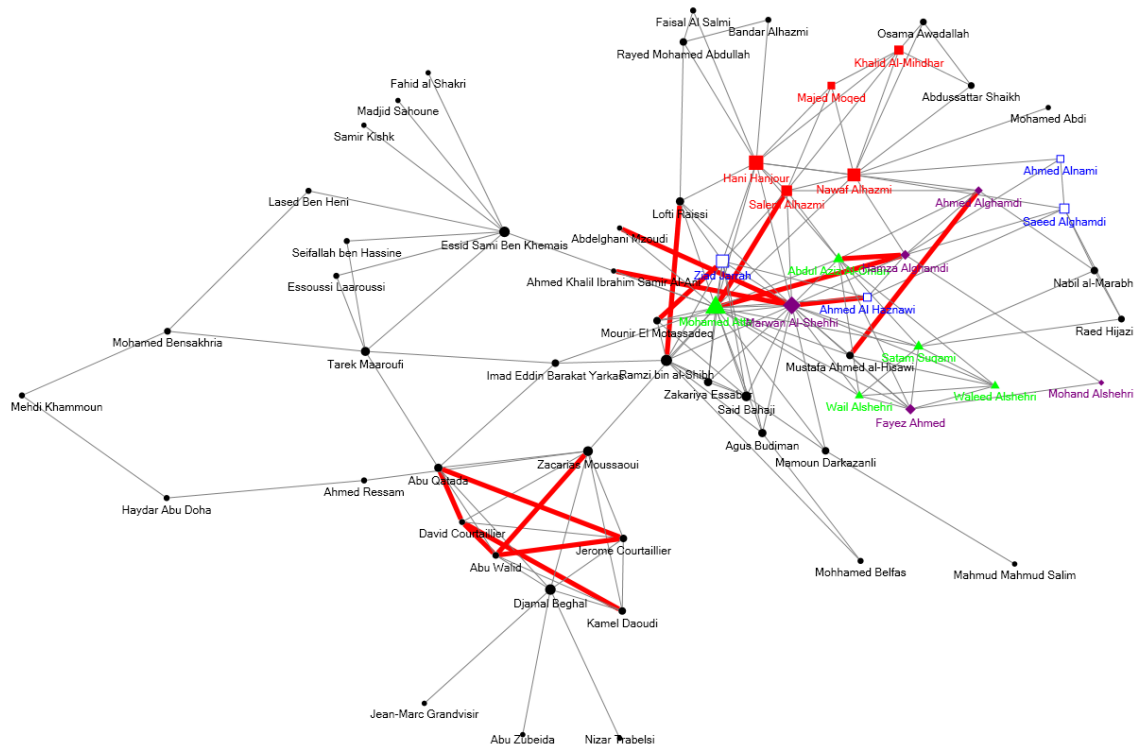 Faisal Al Salmi
Bandar Alhazmi
Osama Awadallah
Rayed Mohamed Abdullah
Khalid Al-Mihdhar
Fahid al Shakri
Majed Moqed
Abdussattar Shaikh
Madjid Sahoune
Mohamed Abdi
Samir Kishk
Ahmed Alnami
Hani Hanjour
Nawaf Alhazmi
Lased Ben Heni
Salem Alhazmi
Ahmed Alghamdi
Lofti Raissi
Saeed Alghamdi
Essid Sami Ben Khemais
Abdelghani Mzoudi
Seifallah ben Hassine
Ziad Jarrah
Abdul Aziz Al-Omari
Hamza Alghamdi
Ahmed Khalil Ibrahim Samir Al-Ani
Nabil al-Marabh
Essoussi Laaroussi
Ahmed Al Haznawi
Mohamed Atta
Marwan Al-Shehhi
Raed Hijazi
Mounir El Motassadeq
Mohamed Bensakhria
Satam Suqami
Tarek Maaroufi
Mustafa Ahmed al-Hisawi
Imad Eddin Barakat Yarkas
Ramzi bin al-Shibh
Zakariya Essabar
Mohand Alshehri
Waleed Alshehri
Mehdi Khammoun
Wail Alshehri
Said Bahaji
Fayez Ahmed
Agus Budiman
Zacarias Moussaoui
Mamoun Darkazanli
Abu Qatada
Ahmed Ressam
Haydar Abu Doha
David Courtaillier
Jerome Courtaillier
Abu Walid
Mohhamed Belfas
Mahmud Mahmud Salim
Djamal Beghal
Kamel Daoudi
Jean-Marc Grandvisir
Abu Zubeida
Nizar Trabelsi